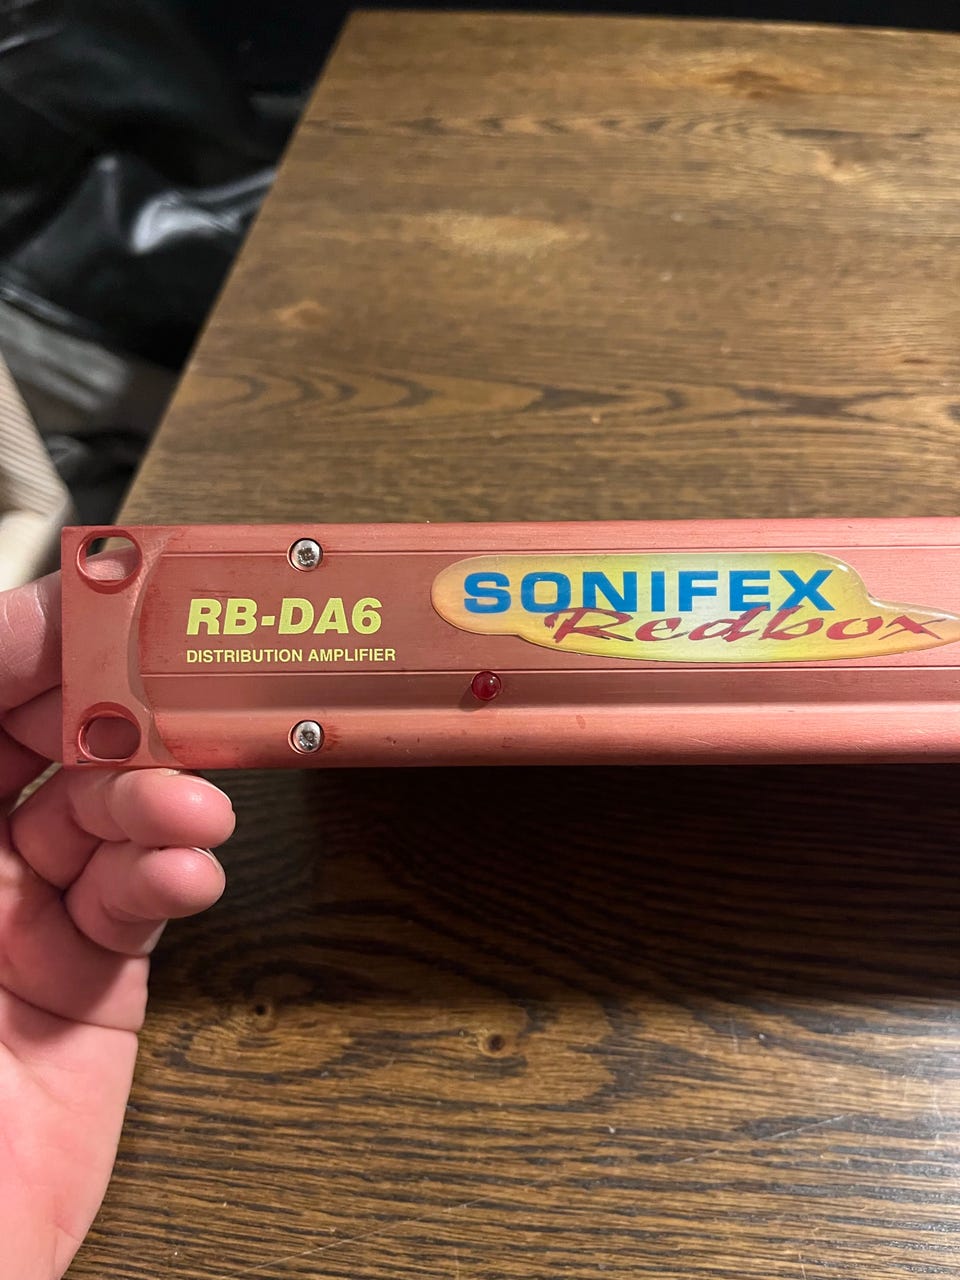 RB-DA6
DISTRIBUTION AMPLIFIER
SONIFEX
Redbox